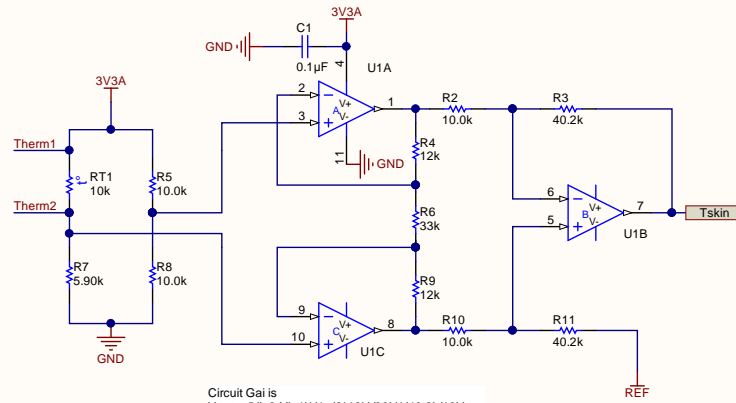 3V3A
C1
GND
0.1µF
4
U1A
3V3A
2
A
V+
V-
1
R2
10.0k
R3
40.2k
Therm1
3
11
GND
R4
12k
RT1
10k
t°
R5
10.0k
Therm2
R6
33k
6
5
B
V+
V-
7
Tskin
U1B
R7
5.90k
R8
10.0k
R9
12k
9
10
C
V+
V-
8
U1C
R10
10.0k
R11
40.2k
GND
REF
Circuit Gai is